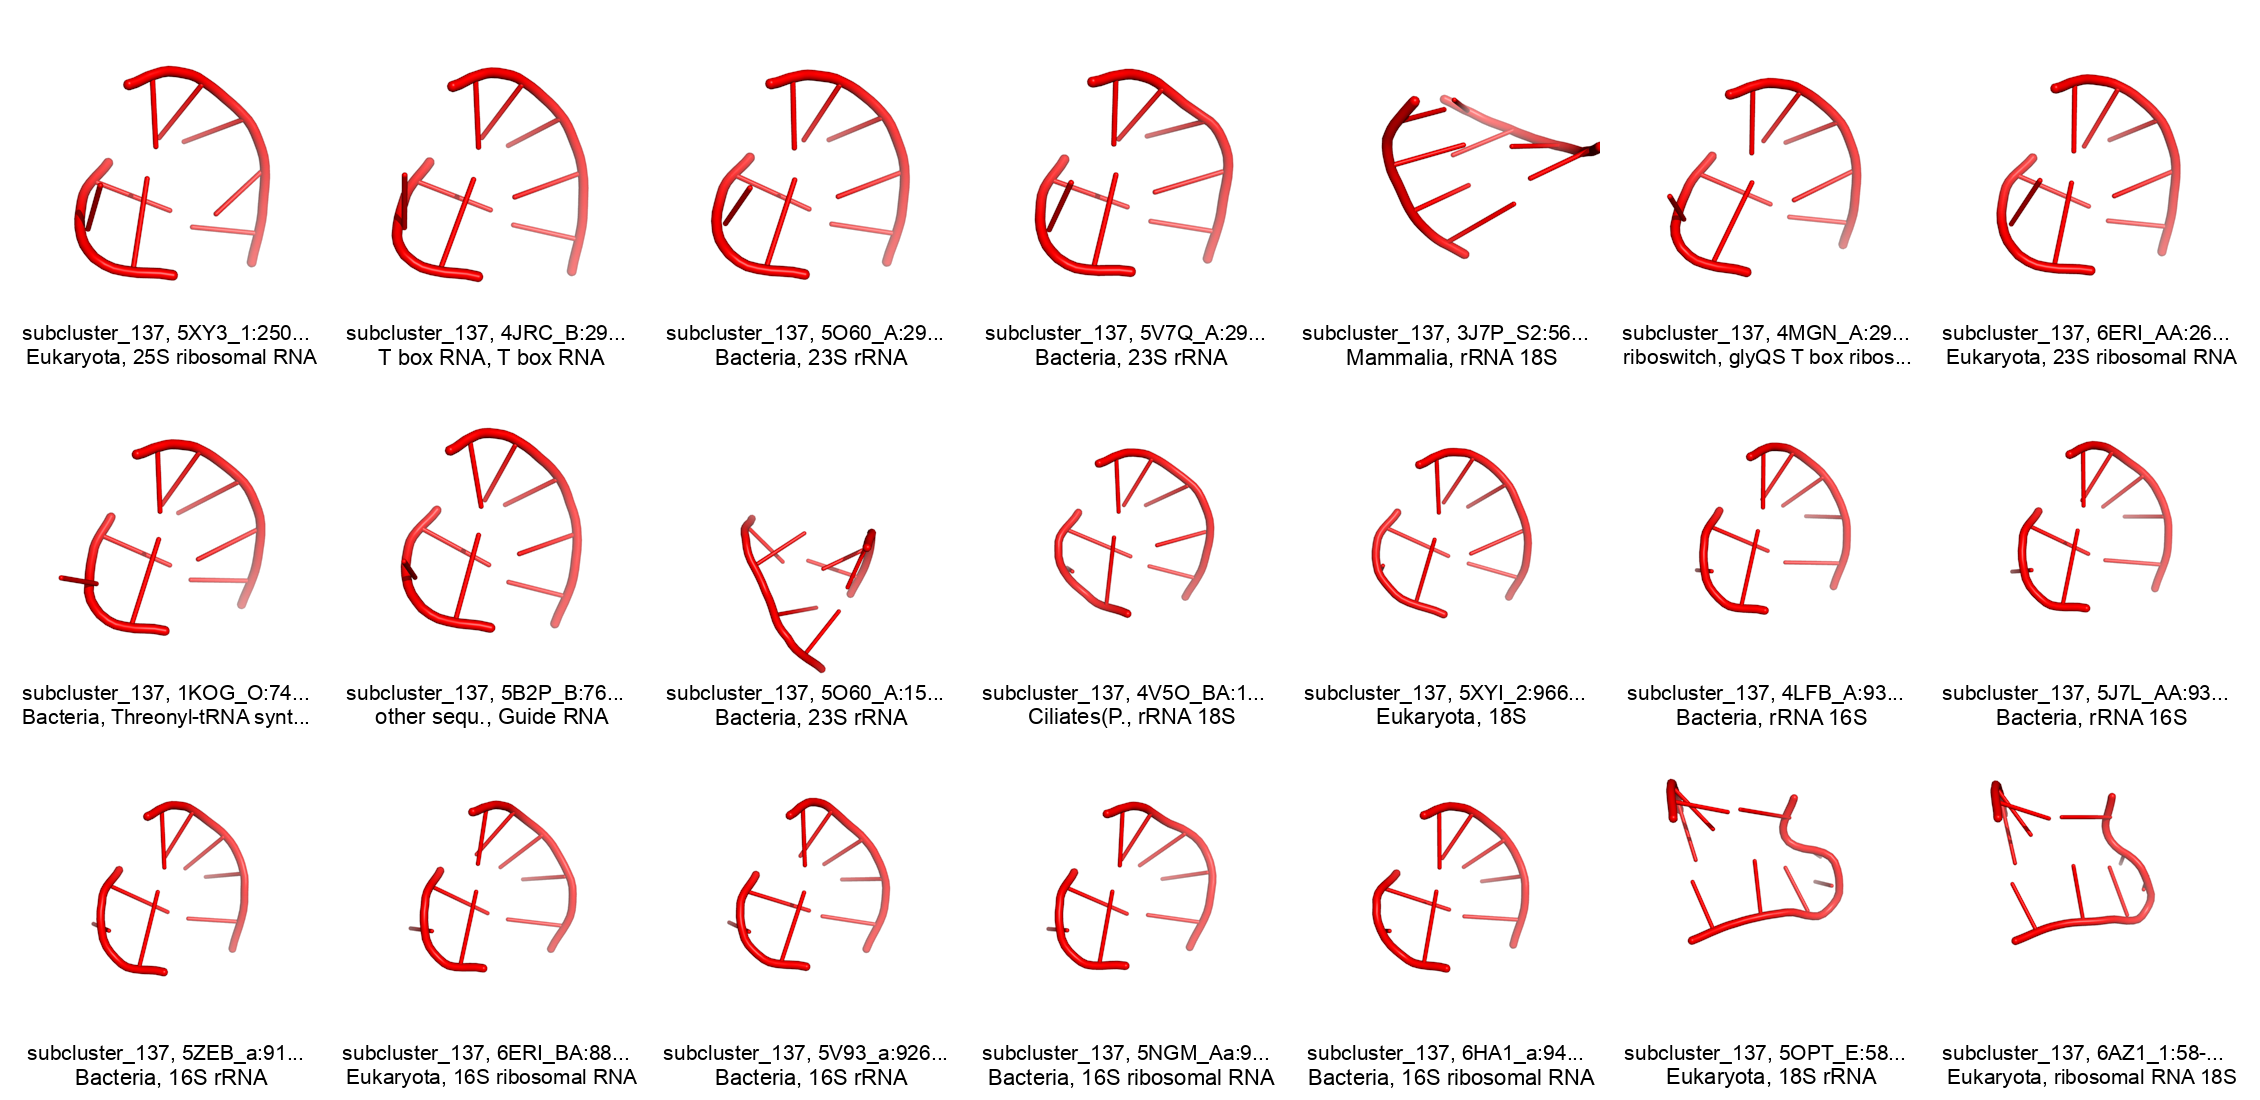 subcluster_137, 5XY3_1:250...
Eukaryota, 25S ribosomal RNA
subcluster_137, 4JRC_B:29...
T box RNA, T box RNA
subcluster_137, 5O60_A:29...
Bacteria, 23S rRNA
subcluster_137, 5V7Q_A:29...
Bacteria, 23S rRNA
subcluster_137, 3J7P_S2:56...
Mammalia, rRNA 18S
subcluster_137, 4MGN_A:29...
riboswitch, glyQS T box ribos...
subcluster_137, 6ERI_AA:26...
Eukaryota, 23S ribosomal RNA
subcluster_137, 1KOG_O:74...
Bacteria, Threonyl-tRNA synt...
subcluster_137, 5B2P_B:76...
other sequ., Guide RNA
subcluster_137, 5O60_A:15...
Bacteria, 23S rRNA
subcluster_137, 4V5O_BA:1...
Ciliates(P., rRNA 18S
subcluster_137, 5XYI_2:966...
Eukaryota, 18S
subcluster_137, 4LFB_A:93...
Bacteria, rRNA 16S
subcluster_137, 5J7L_AA:93...
Bacteria, rRNA 16S
subcluster_137, 5ZEB_a:91...
Bacteria, 16S rRNA
subcluster_137, 6ERI_BA:88...
Eukaryota, 16S ribosomal RNA
subcluster_137, 5V93_a:926...
Bacteria, 16S rRNA
subcluster_137, 5NGM_Aa:9...
Bacteria, 16S ribosomal RNA
subcluster_137, 6HA1_a:94...
Bacteria, 16S ribosomal RNA
subcluster_137, 5OPT_E:58...
Eukaryota, 18S rRNA
subcluster_137, 6AZ1_1:58-...
Eukaryota, ribosomal RNA 18S